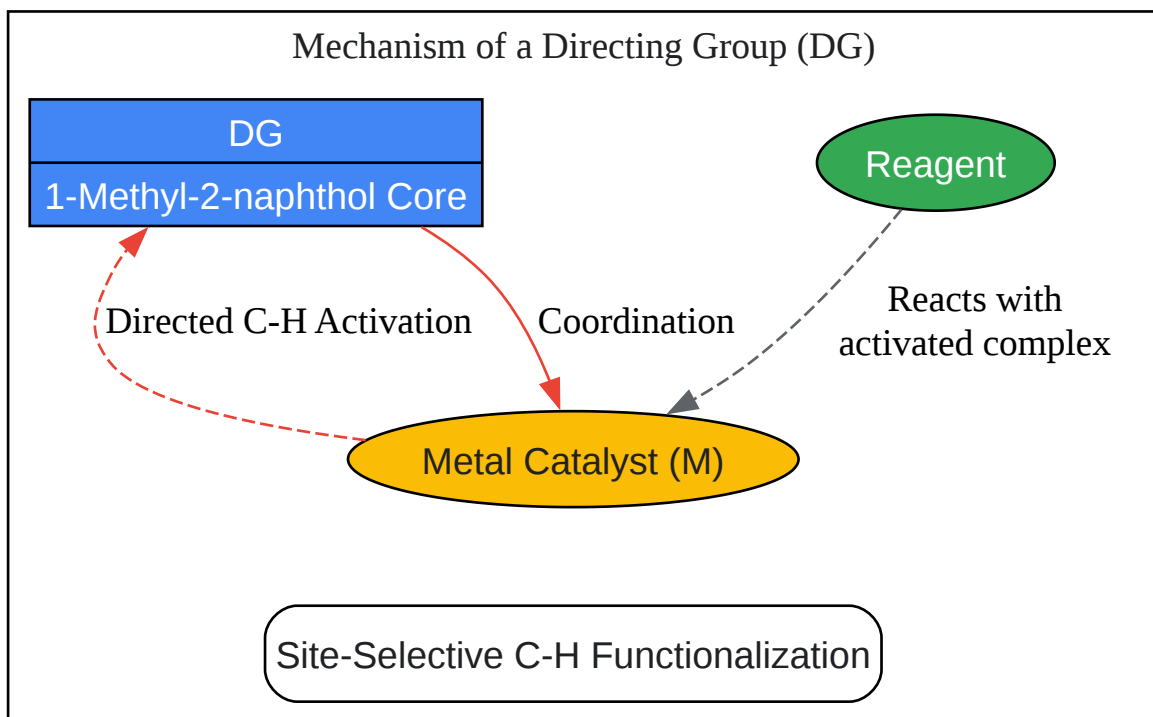 Mechanism of a Directing Group (DG)
DG
1-Methyl-2-naphthol Core
Reagent
Directed C-H Activation
Coordination
Reacts with
activated complex
Metal Catalyst (M)
Site-Selective C-H Functionalization